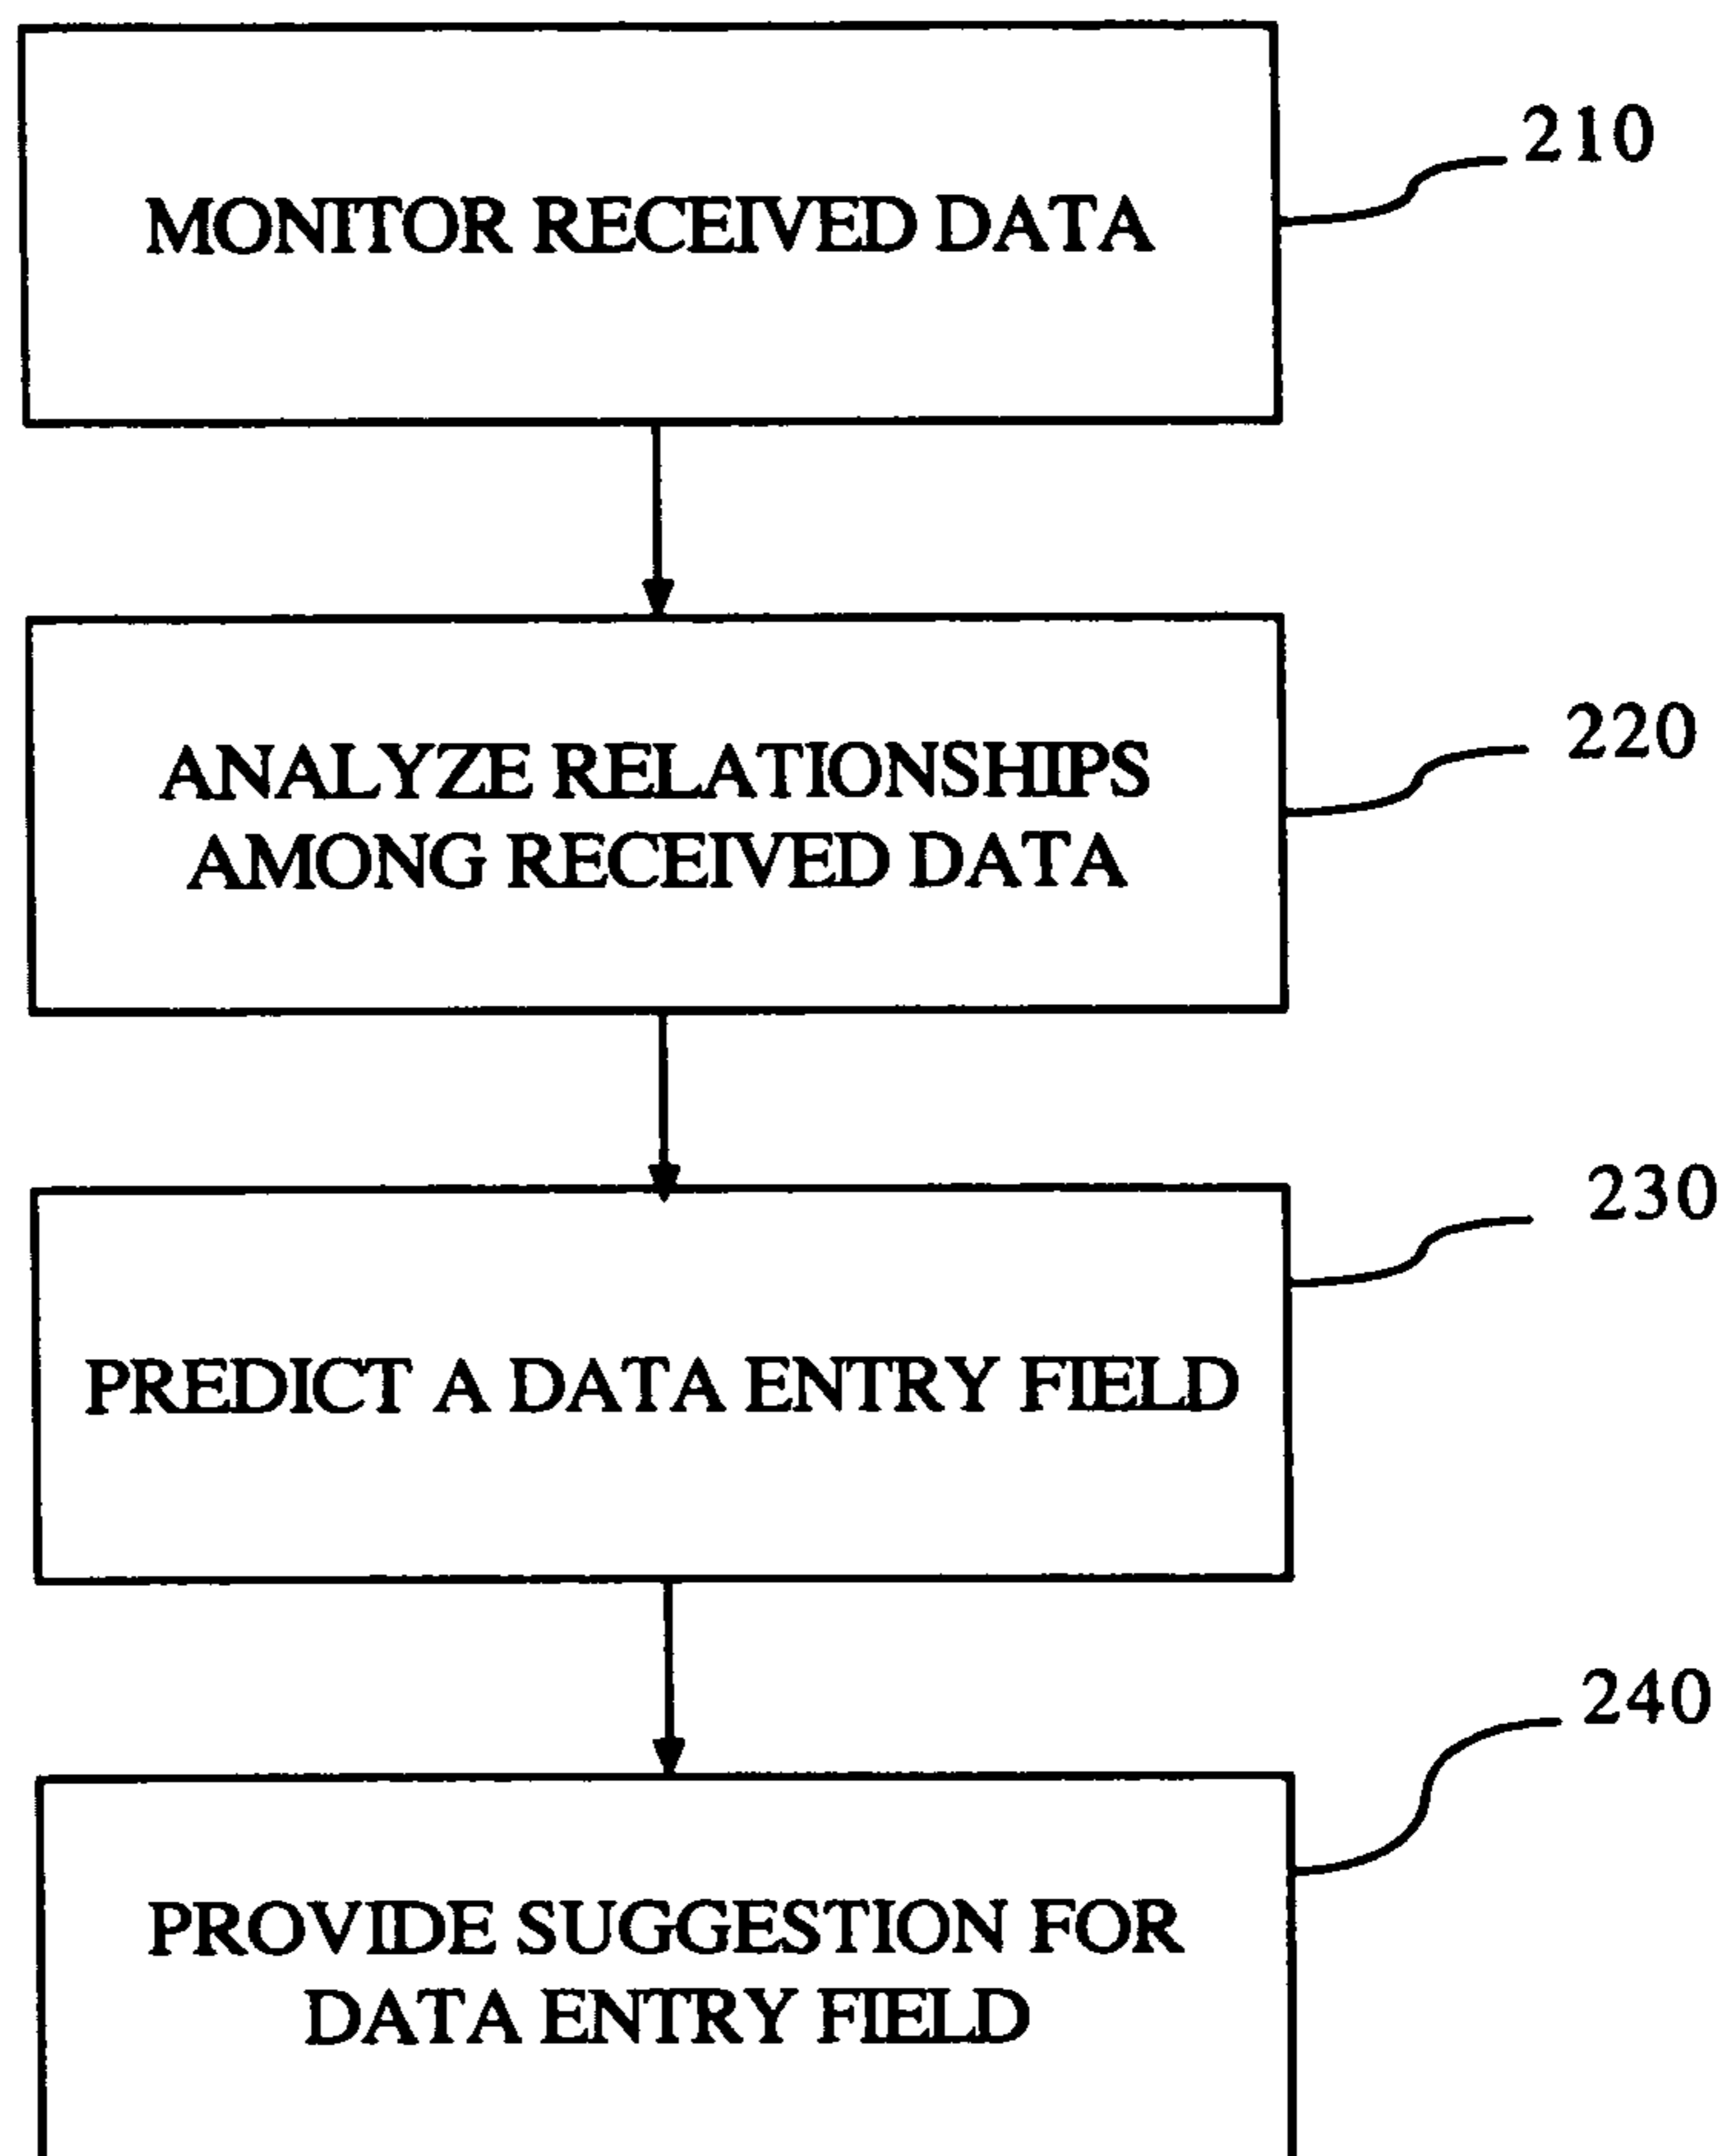 MONITOR RECEIVED DATA
210
ANALYZE RELATIONSHIPS
AMONG RECEIVED DATA
220
PREDICT A DATA ENTRY FIELD
230
PROVIDE SUGGESTION FOR
DATA ENTRY FIELD
240